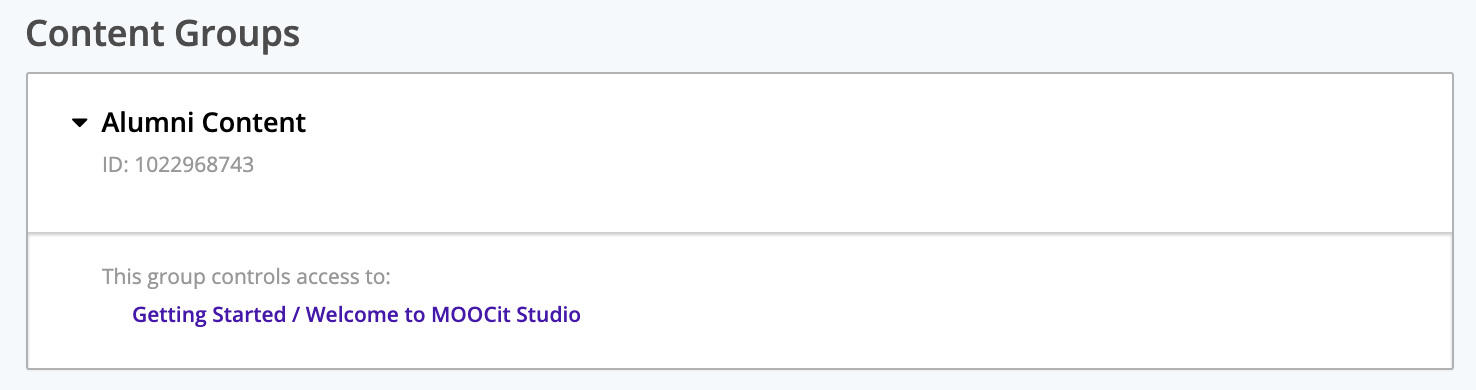 Content Groups
Alumni Content
ID: 1022968743
This group controls access to:
Getting Started / Welcome to MOOCit Studio